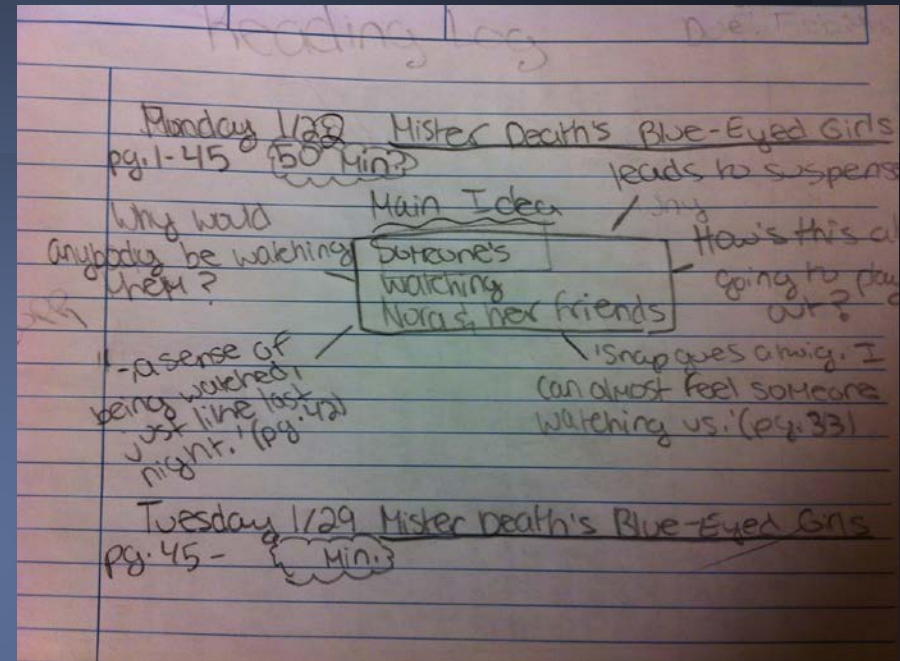 Reading Log
Monday 1/28 Mister Death's Blue-Eyed Girls
pg. 1-45 50 Min.
leads to suspense
Main Idea
Why would
anybody be watching
them?
Someone's
watching
Nora & her friends
How's this al
going to play
out?
"-a sense of
being watched,
just like last
night." (pg. 42)
'Snap goes a twig. I
can almost feel someone
watching us.' (pg. 33)
Tuesday 1/29 Mister Death's Blue-Eyed Girls
pg. 45- Min.